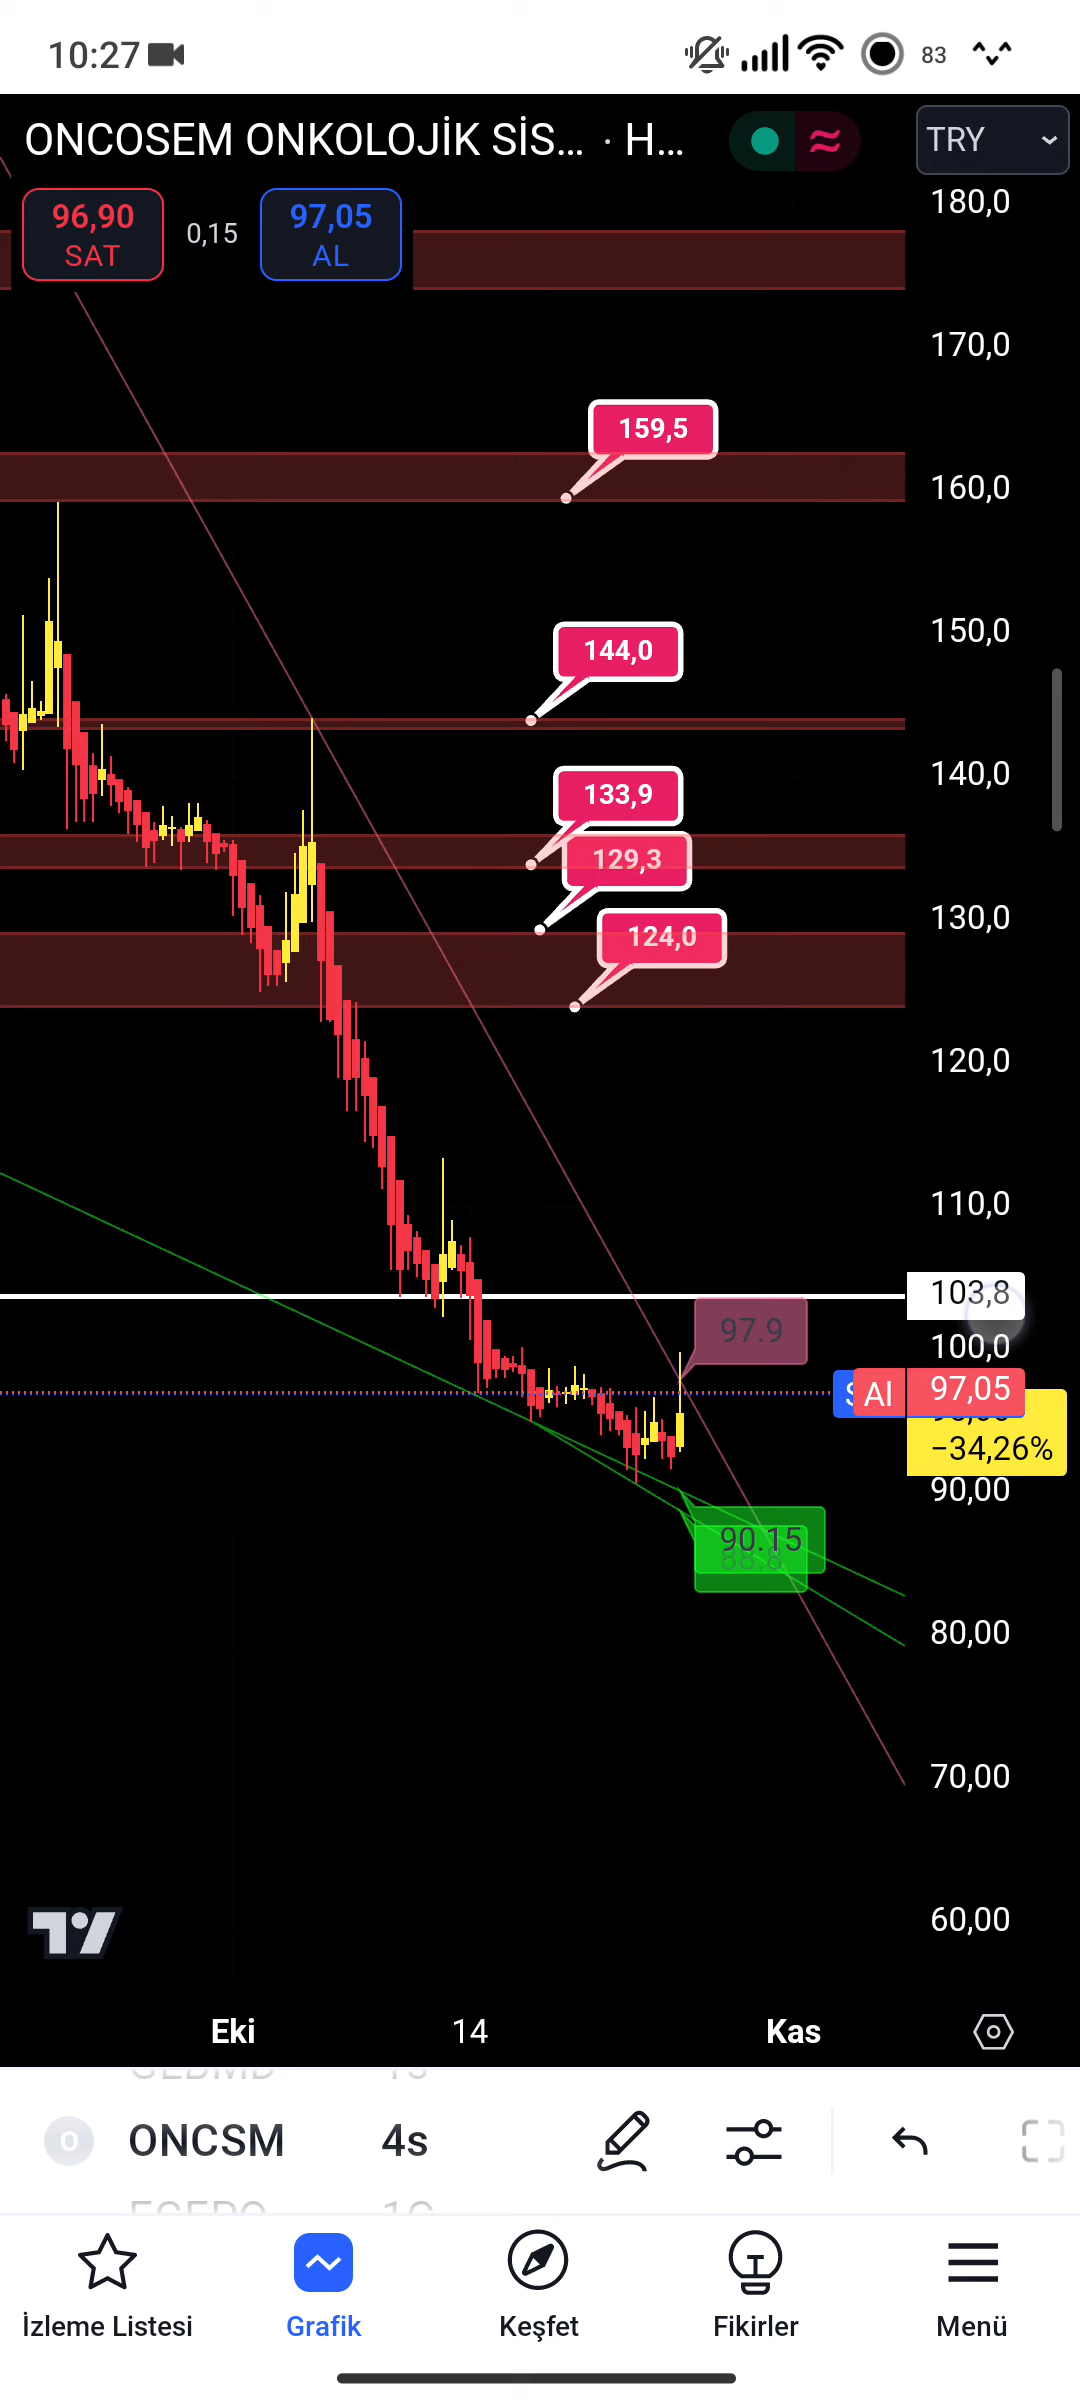 10:27
83
ONCOSEM ONKOLOJİK SİS... · H...
TRY
96,90
SAT
0,15
97,05
AL
180,0
170,0
159,5
160,0
150,0
144,0
140,0
133,9
129,3
130,0
124,0
120,0
110,0
103,8
97.9
100,0
Al
97,05
−34,26%
90,00
90.15
88.8
80,00
70,00
60,00
Eki
14
Kas
ONCSM
4s
İzleme Listesi
Grafik
Keşfet
Fikirler
Menü